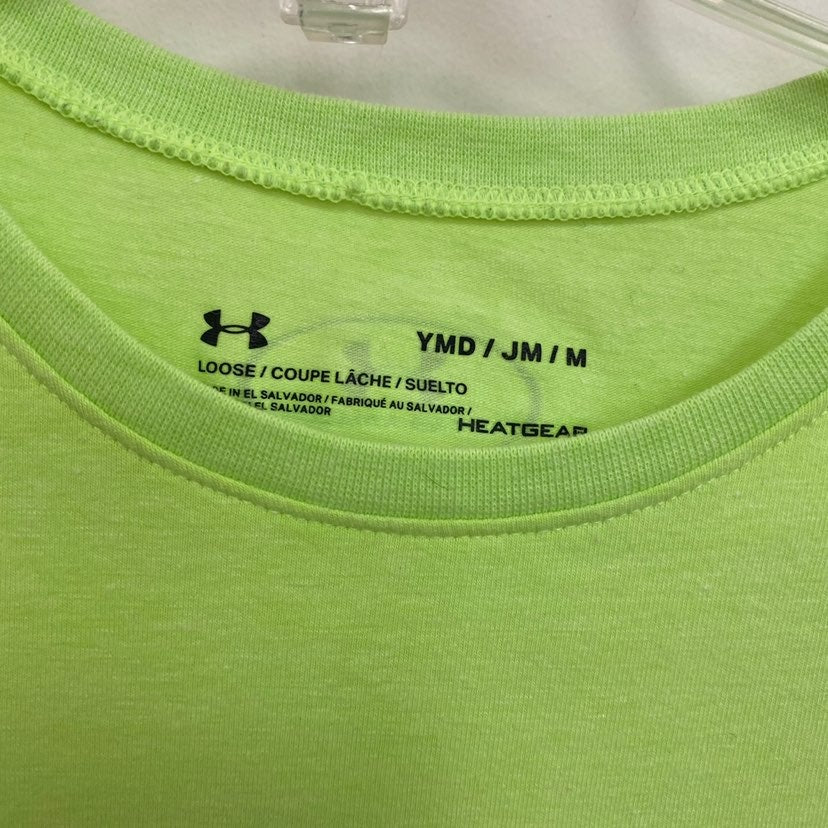 YMD / JM / M
LOOSE / COUPE LÂCHE / SUELTO
IN EL SALVADOR / FABRIQUÉ AU SALVADOR /
EL SALVADOR
HEATGEAR